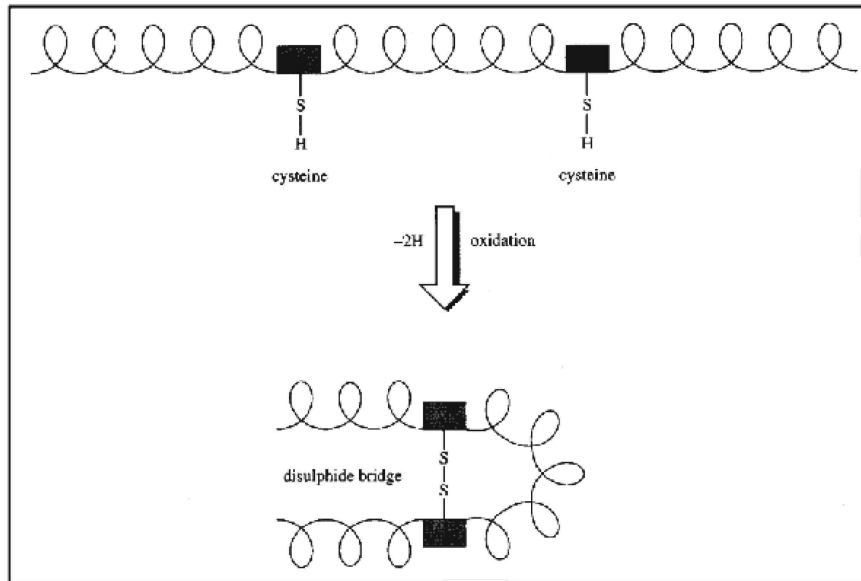 S S
H H
cysteine cysteine
–2H oxidation
S
disulphide bridge
S